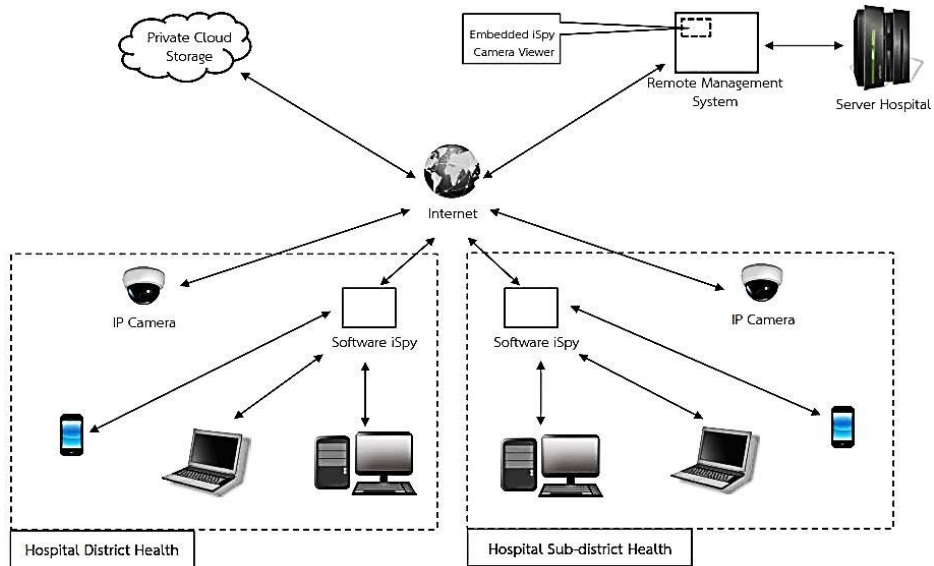 Private Cloud
Storage
Embedded iSpy
Camera Viewer
Remote Management
System
Server Hospital
Internet
IP Camera
Software iSpy
Software iSpy
IP Camera
Hospital District Health
Hospital Sub-district Health